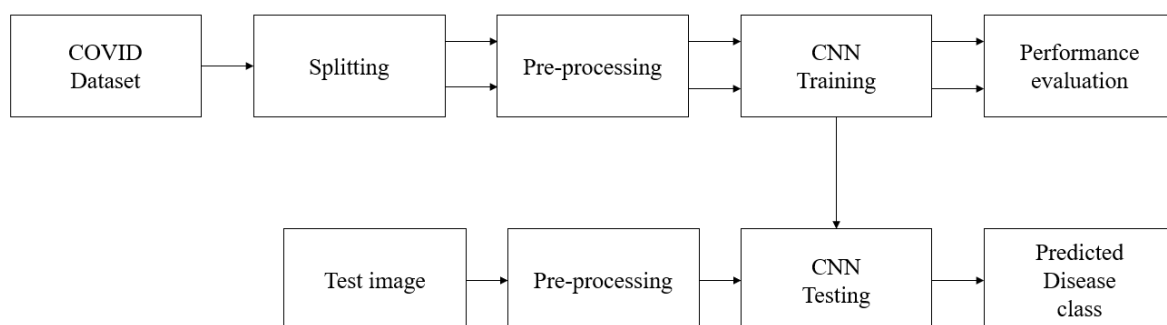 COVID
Dataset
Splitting
Pre-processing
CNN
Training
Performance
evaluation
Test image
Pre-processing
CNN
Testing
Predicted
Disease
class